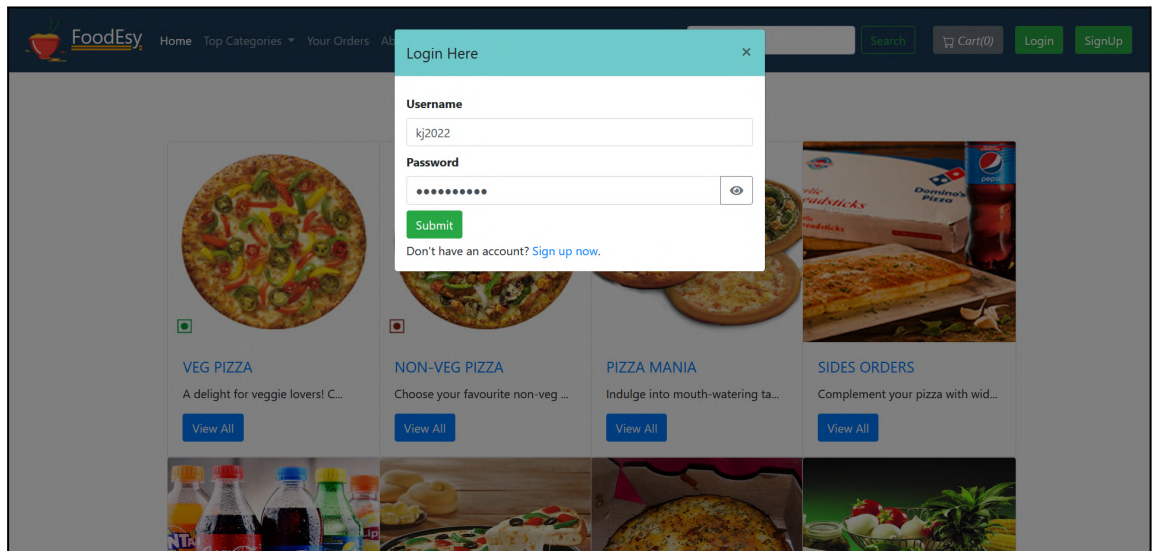 FoodEsy Home Top Categories Your Orders Search Cart(0) Login SignUp
Login Here ×
Username
kj2022
Password
••••••••••
Submit
Don't have an account? Sign up now.
pepsi
Domino's
Pizza
VEG PIZZA
A delight for veggie lovers! C...
View All
NON-VEG PIZZA
Choose your favourite non-veg ...
View All
PIZZA MANIA
Indulge into mouth-watering ta...
View All
SIDES ORDERS
Complement your pizza with wid...
View All